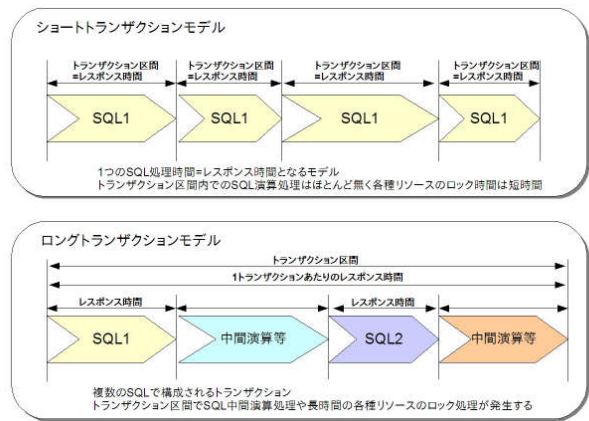 ショートトランザクションモデル
トランザクション区間 トランザクション区間 トランザクション区間 トランザクション区間
=レスポンス時間 =レスポンス時間 =レスポンス時間 =レスポンス時間
SQL1 SQL1 SQL1 SQL1
1つのSQL処理時間=レスポンス時間となるモデル
トランザクション区間内でのSQL演算処理はほとんど無く各種リソースのロック時間は短時間
ロングトランザクションモデル
トランザクション区間
1トランザクションあたりのレスポンス時間
レスポンス時間 レスポンス時間
SQL1 中間演算等 SQL2 中間演算等
複数のSQLで構成されるトランザクション
トランザクション区間でSQL中間演算処理や長時間の各種リソースのロック処理が発生する